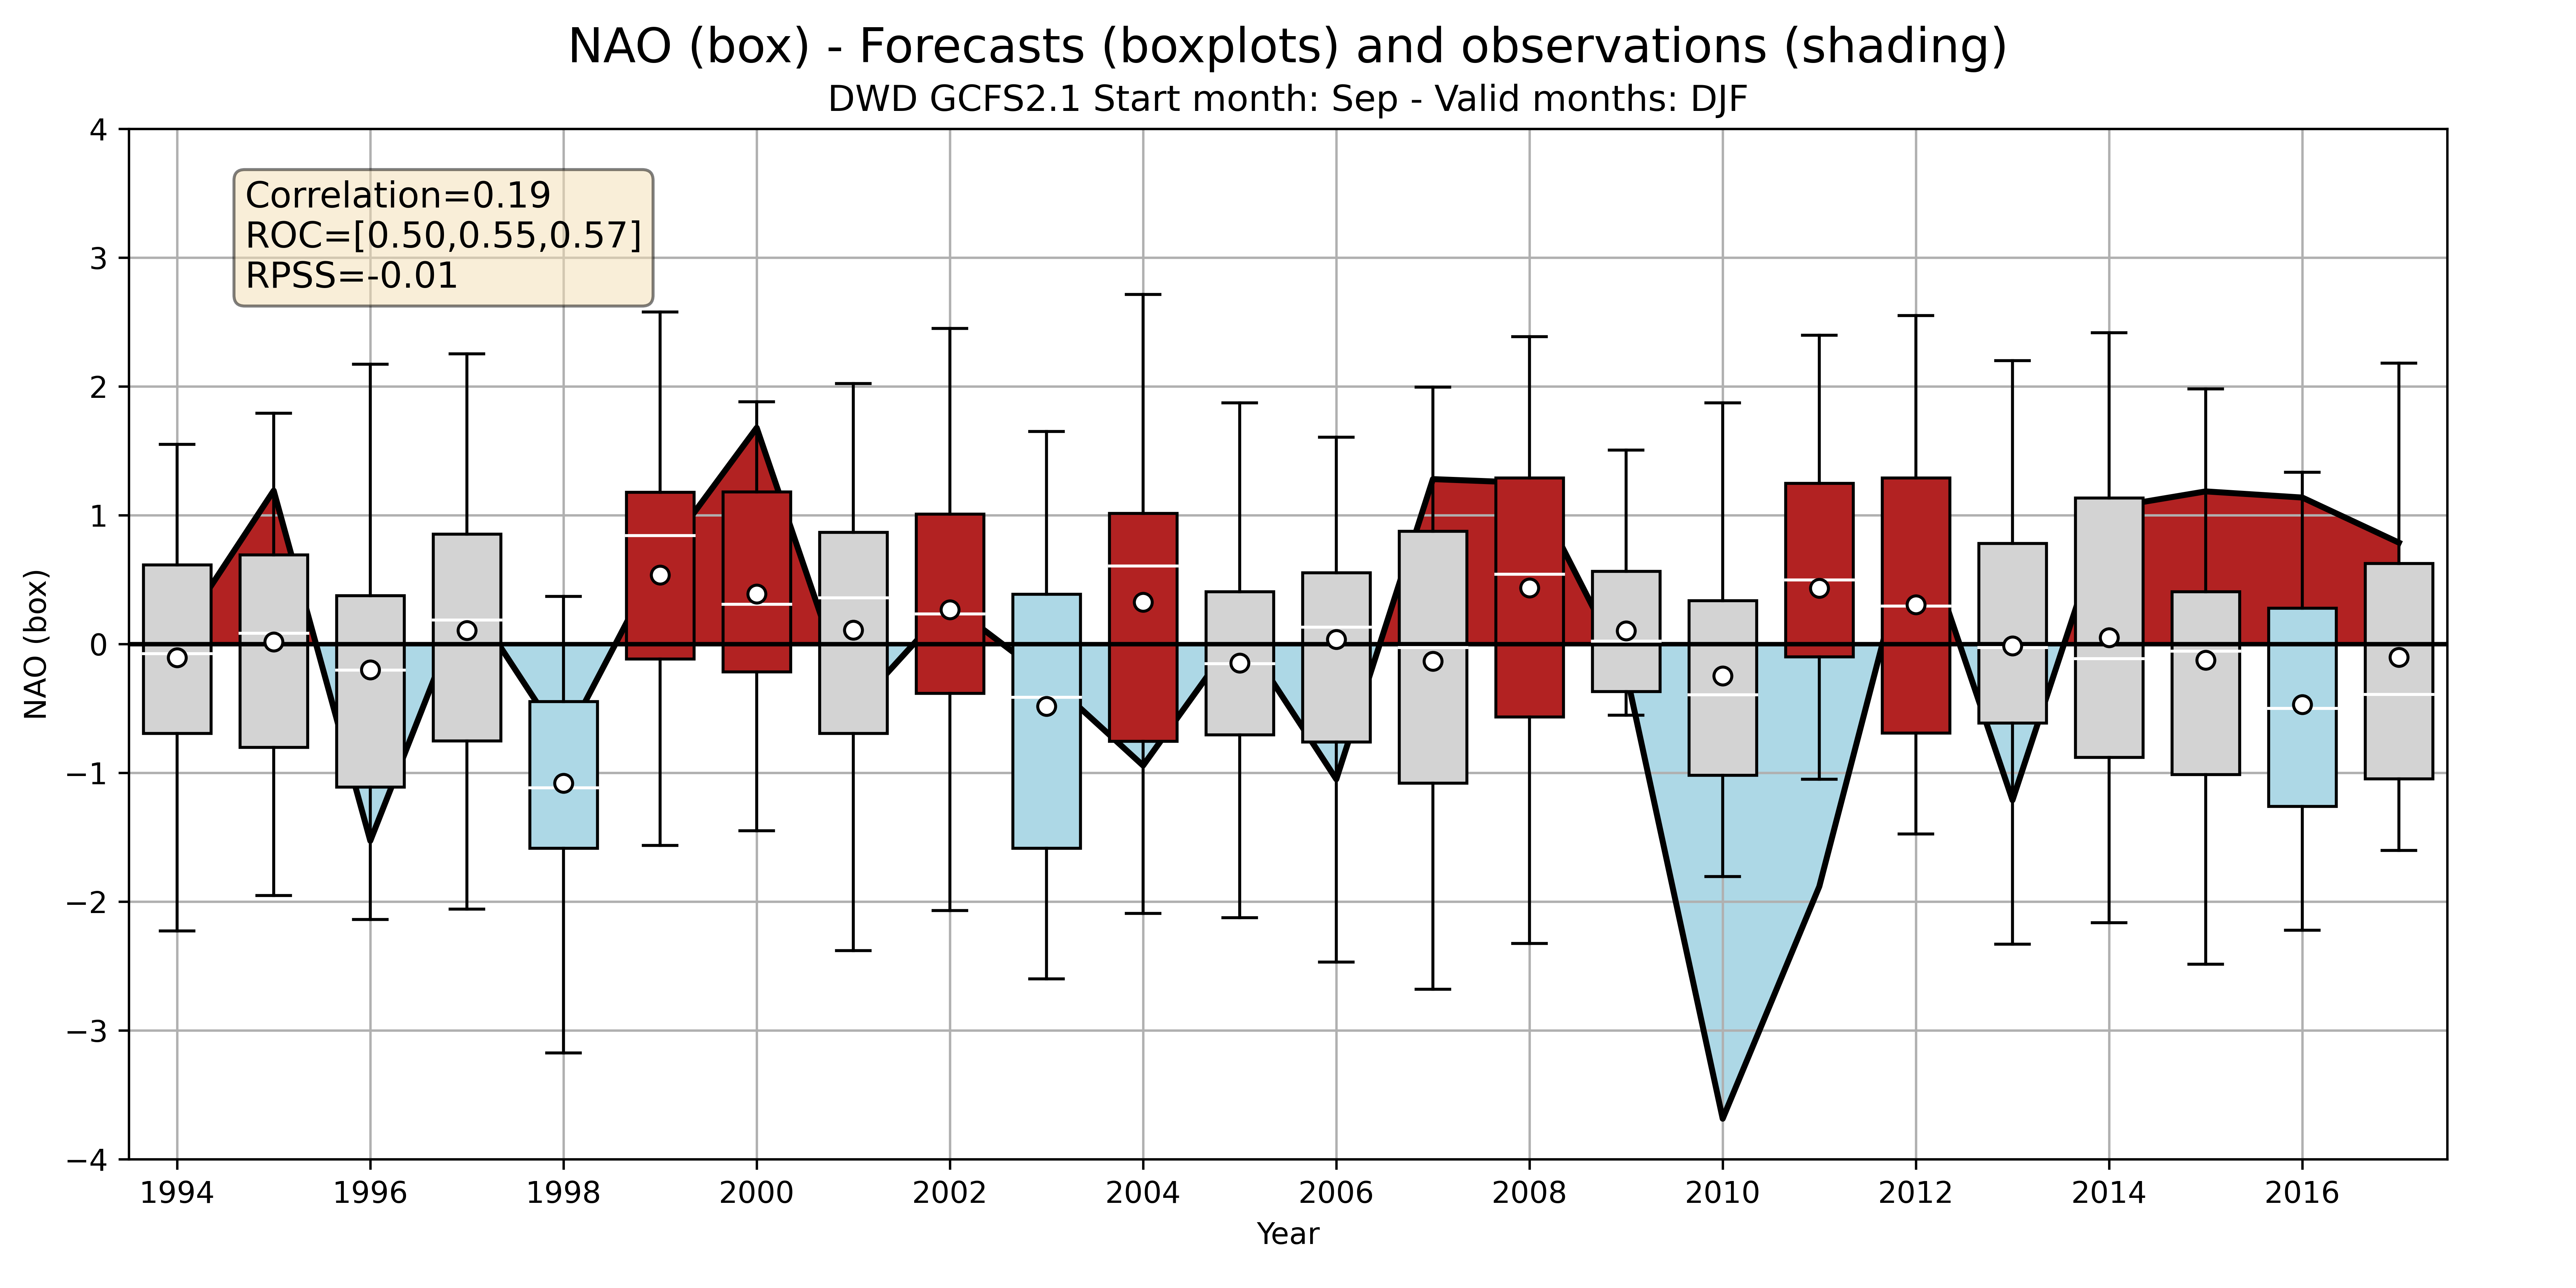 NAO (box) - Forecasts (boxplots) and observations (shading)
DWD GCFS2.1 Start month: Sep - Valid months: DJF
Correlation=0.19
ROC=[0.50,0.55,0.57]
RPSS=-0.01
NAO (box)
4
3
2
1
0
−1
−2
−3
−4
1994 1996 1998 2000 2002 2004 2006 2008 2010 2012 2014 2016
Year